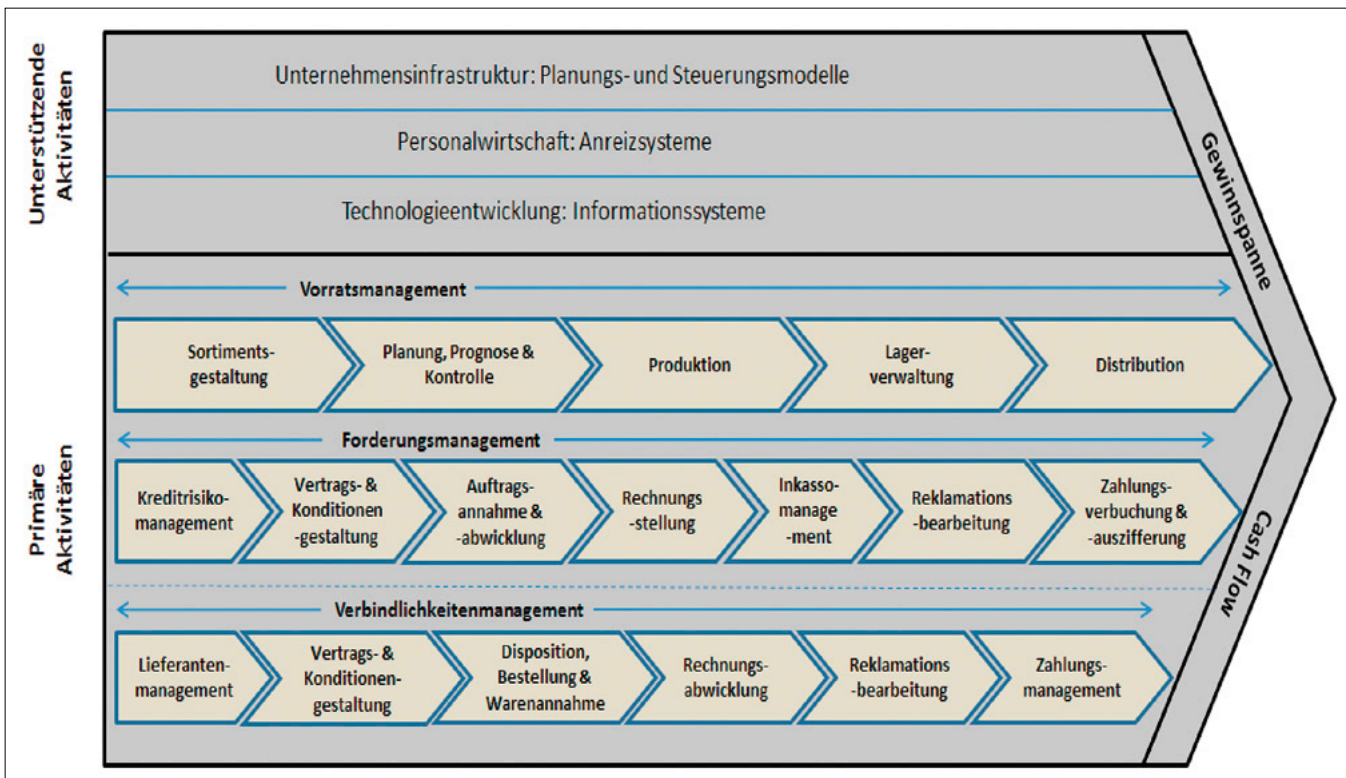 Unterstützende
Aktivitäten
Unternehmensinfrastruktur: Planungs- und Steuerungsmodelle
Personalwirtschaft: Anreizsysteme
Technologieentwicklung: Informationssysteme
Gewinnspanne
Primäre
Aktivitäten
Vorratsmanagement
Sortiments-
gestaltung
Planung, Prognose &
Kontrolle
Produktion
Lager-
verwaltung
Distribution
Forderungsmanagement
Kreditrisiko-
management
Vertrags- &
Konditionen
-gestaltung
Auftrags-
annahme &
-abwicklung
Rechnungs
-stellung
Inkasso-
manage
-ment
Reklamations
-bearbeitung
Zahlungs-
verbuchung &
-auszifferung
Cash Flow
Verbindlichkeitenmanagement
Lieferanten-
management
Vertrags- &
Konditionen-
gestaltung
Disposition,
Bestellung &
Warenannahme
Rechnungs-
abwicklung
Reklamations
-bearbeitung
Zahlungs-
management